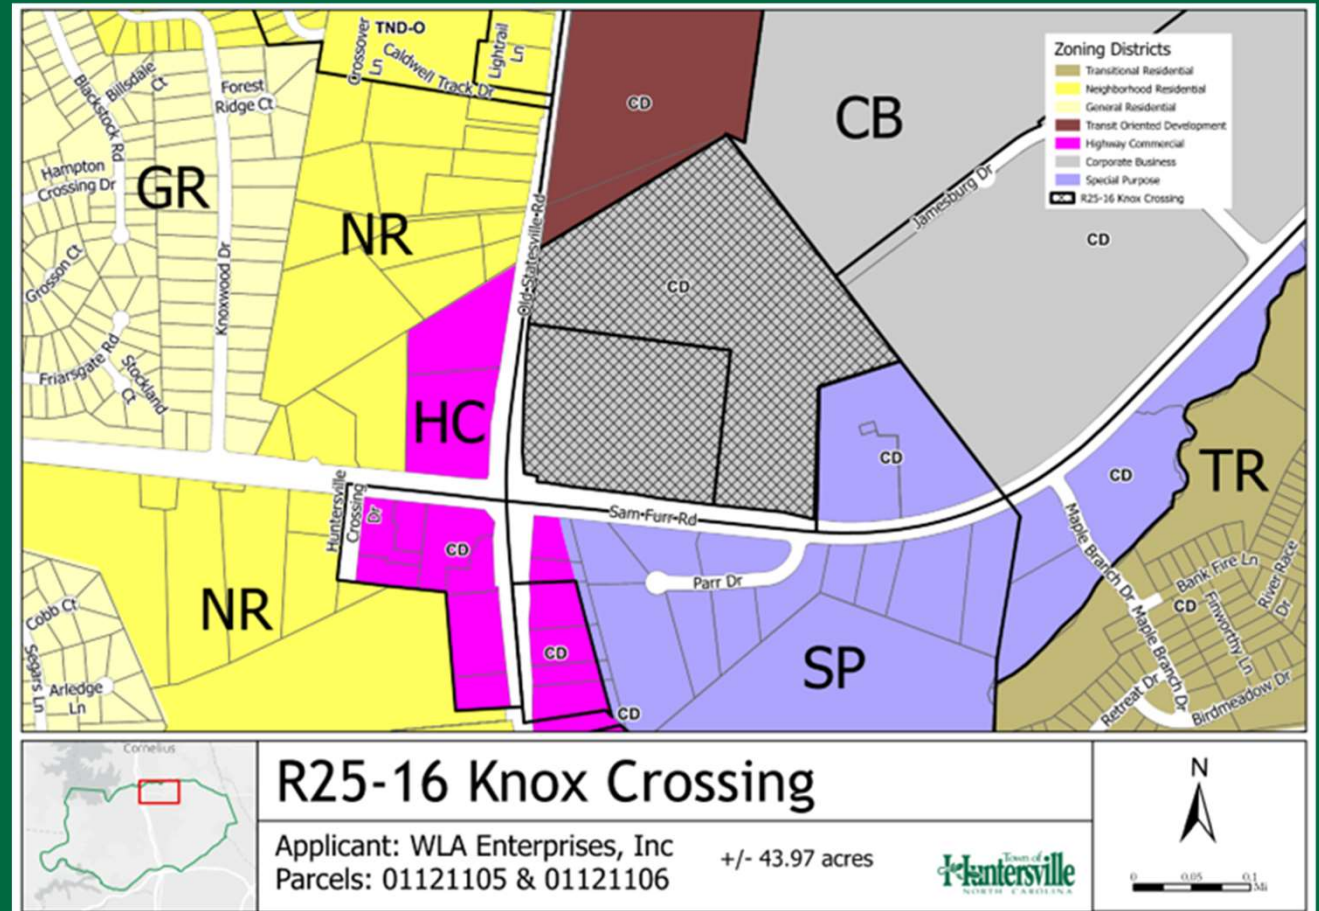 TND-O
Crossover
Ln
Caldwell Track Dr
Lightrail
Ln
Blackstock Rd
Billsdale
Ct
Forest
Ridge Ct
Hampton
Crossing Dr
GR
NR
Grosson Ct
Knoxwood Dr
Friarsgate Rd
Stockland
Ct
Old Statesville Rd
HC
CD
CB
CD
Jamesburg Dr
CD
Zoning Districts
Transitional Residential
Neighborhood Residential
General Residential
Transit Oriented Development
Highway Commercial
Corporate Business
Special Purpose
R25-16 Knox Crossing
CD
CD
TR
Sam Furr Rd
Huntersville
Crossing
Dr
CD
NR
Parr Dr
SP
CD
CD
Maple Branch Dr
Maple Branch Dr
Bank Fire Ln
CD
Finworthy Ln
River Race
Dr
Retreat Dr
Birdmeadow Dr
Cobb Ct
Segars Ln
Arledge
Ln
Cornelius
R25-16 Knox Crossing
Applicant: WLA Enterprises, Inc
Parcels: 01121105 & 01121106
+/- 43.97 acres
Town of
Huntersville
NORTH CAROLINA
N
0 0.05 0.1
Mi